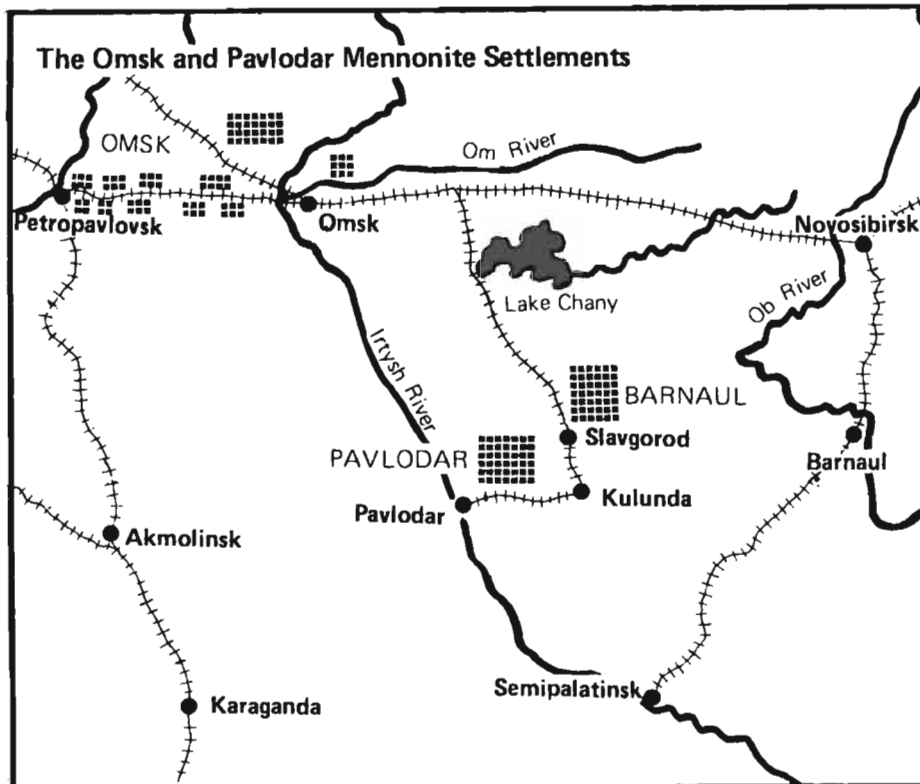 The Omsk and Pavlodar Mennonite Settlements
OMSK
Om River
Petropavlovsk
Omsk
Novosibirsk
Lake Chany
Ob River
Irtysh River
BARNAUL
Slavgorod
PAVLODAR
Barnaul
Kulunda
Pavlodar
Akmolinsk
Semipalatinsk
Karaganda